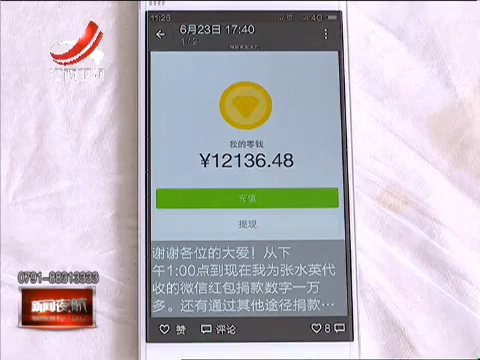 11:25
4G
6月23日 17:40
1 / 2
我的零钱
¥12136.48
充值
提现
谢谢各位的大爱！从下
午1:00点到现在我为张水英代
收的微信红包捐款数字一万
多。还有通过其他途径捐款…
赞
评论
8
0791-88313333
新闻夜航